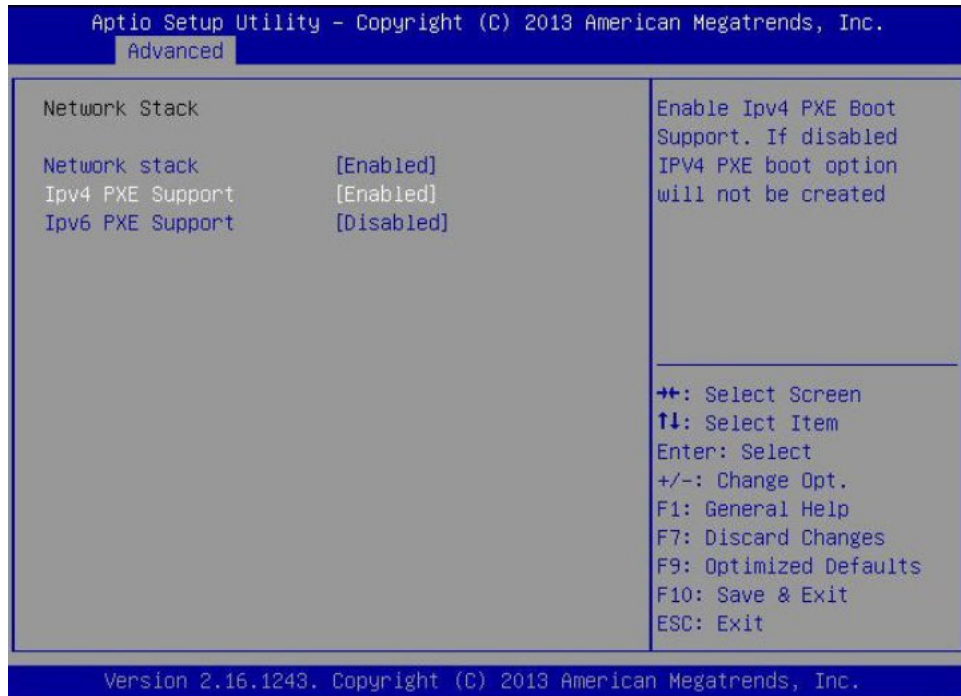 Aptio Setup Utility – Copyright (C) 2013 American Megatrends, Inc.
Advanced
Network Stack
Network stack [Enabled]
Ipv4 PXE Support [Enabled]
Ipv6 PXE Support [Disabled]
Enable Ipv4 PXE Boot
Support. If disabled
IPV4 PXE boot option
will not be created
→←: Select Screen
↑↓: Select Item
Enter: Select
+/-: Change Opt.
F1: General Help
F7: Discard Changes
F9: Optimized Defaults
F10: Save & Exit
ESC: Exit
Version 2.16.1243. Copyright (C) 2013 American Megatrends, Inc.